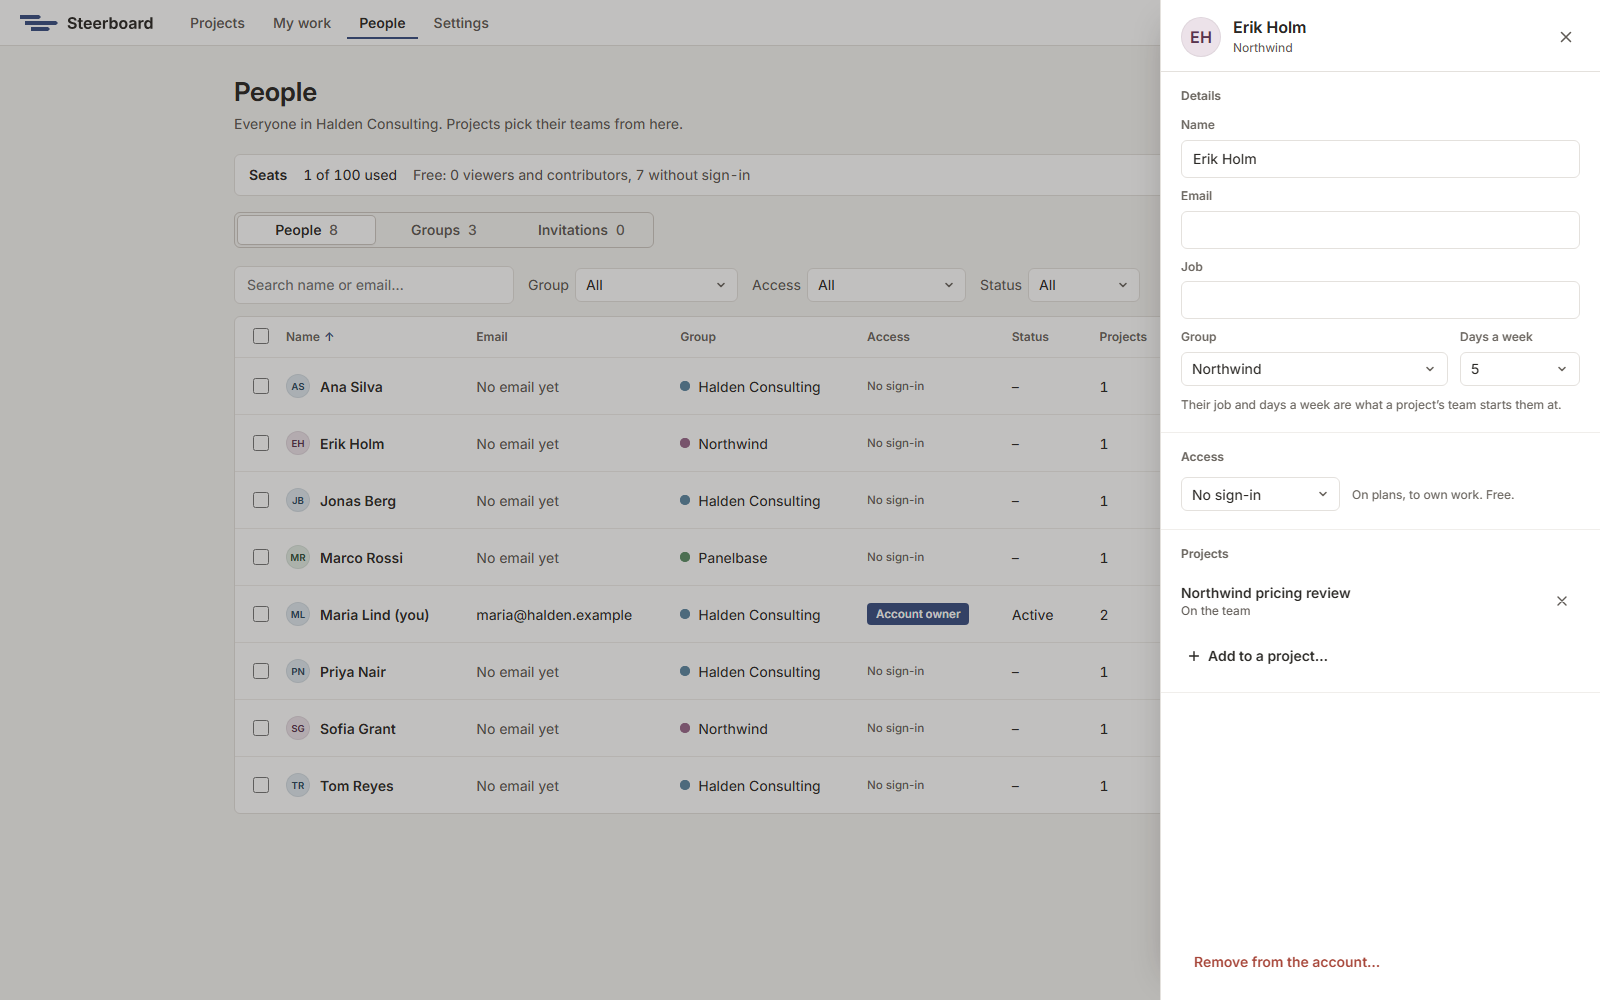 Steerboard Projects My work People Settings
People
Everyone in Halden Consulting. Projects pick their teams from here.
Seats 1 of 100 used Free: 0 viewers and contributors, 7 without sign-in
People 8 Groups 3 Invitations 0
Search name or email... Group All Access All Status All
Name ↑ Email Group Access Status Projects
AS Ana Silva No email yet Halden Consulting No sign-in – 1
EH Erik Holm No email yet Northwind No sign-in – 1
JB Jonas Berg No email yet Halden Consulting No sign-in – 1
MR Marco Rossi No email yet Panelbase No sign-in – 1
ML Maria Lind (you) maria@halden.example Halden Consulting Account owner Active 2
PN Priya Nair No email yet Halden Consulting No sign-in – 1
SG Sofia Grant No email yet Northwind No sign-in – 1
TR Tom Reyes No email yet Halden Consulting No sign-in – 1
EH Erik Holm
Northwind
Details
Name
Erik Holm
Email
Job
Group Days a week
Northwind 5
Their job and days a week are what a project's team starts them at.
Access
No sign-in On plans, to own work. Free.
Projects
Northwind pricing review
On the team
+ Add to a project...
Remove from the account...